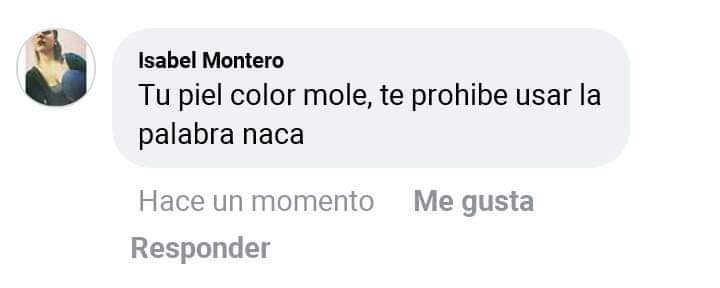 Isabel Montero
Tu piel color mole, te prohibe usar la
palabra naca
Hace un momento Me gusta
Responder